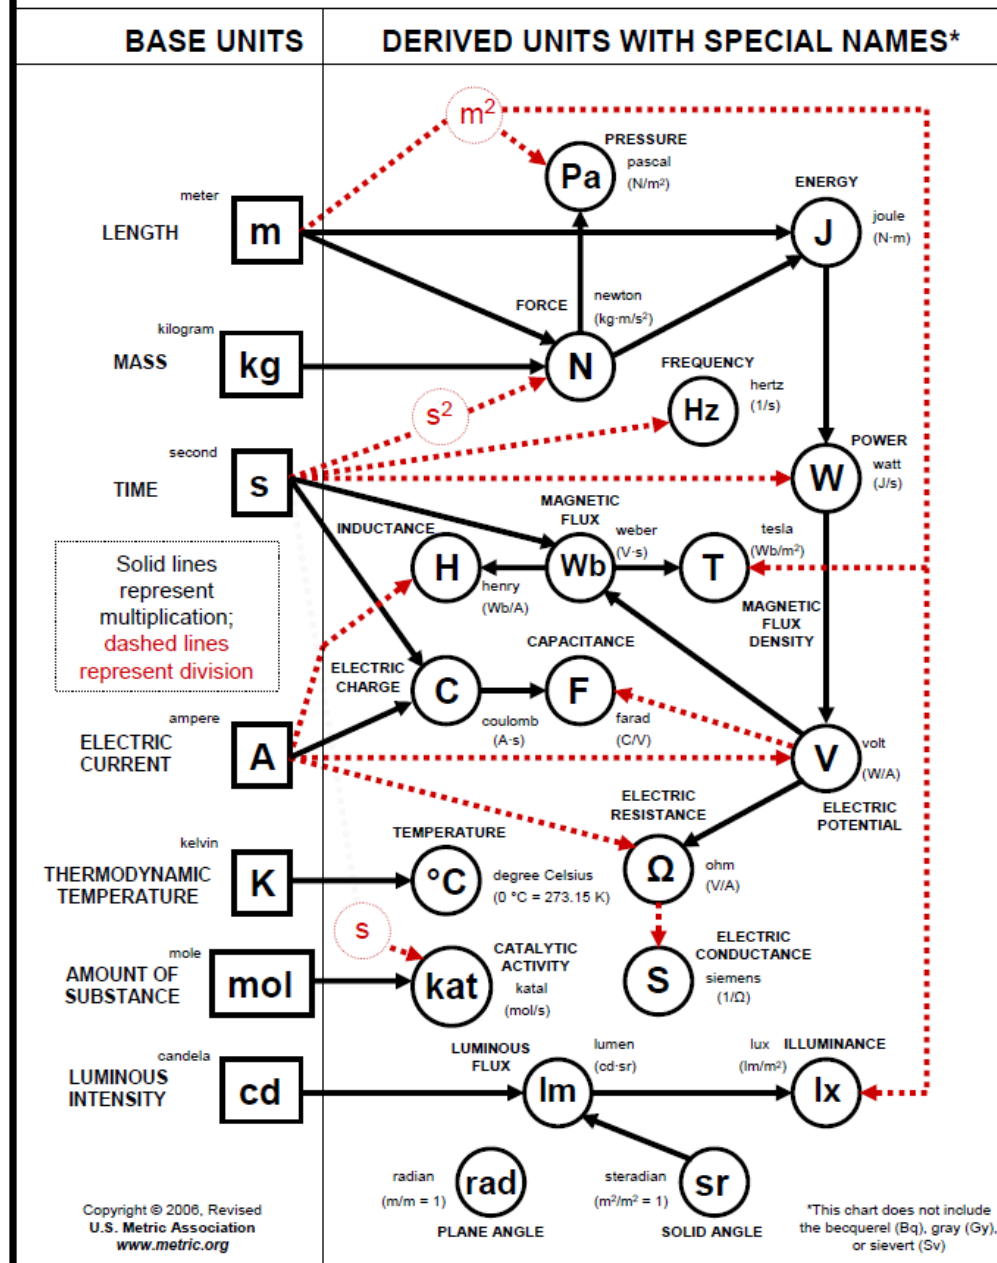 BASE UNITS
DERIVED UNITS WITH SPECIAL NAMES*
m²
PRESSURE
Pa
pascal
(N/m²)
ENERGY
meter
LENGTH
m
J
joule
(N·m)
FORCE
newton
(kg·m/s²)
kilogram
MASS
kg
N
FREQUENCY
Hz
hertz
(1/s)
s²
second
TIME
s
POWER
W
watt
(J/s)
INDUCTANCE
H
henry
(Wb/A)
MAGNETIC
FLUX
Wb
weber
(V·s)
T
tesla
(Wb/m²)
MAGNETIC
FLUX
DENSITY
Solid lines
represent
multiplication;
dashed lines
represent division
ELECTRIC
CHARGE
C
coulomb
(A·s)
CAPACITANCE
F
farad
(C/V)
ampere
ELECTRIC
CURRENT
A
V
volt
(W/A)
ELECTRIC
POTENTIAL
ELECTRIC
RESISTANCE
Ω
ohm
(V/A)
kelvin
THERMODYNAMIC
TEMPERATURE
K
TEMPERATURE
°C
degree Celsius
(0 °C = 273.15 K)
s
mole
AMOUNT OF
SUBSTANCE
mol
CATALYTIC
ACTIVITY
kat
katal
(mol/s)
ELECTRIC
CONDUCTANCE
S
siemens
(1/Ω)
candela
LUMINOUS
INTENSITY
cd
LUMINOUS
FLUX
lm
lumen
(cd·sr)
lux
(lm/m²)
ILLUMINANCE
lx
radian
(m/m = 1)
rad
PLANE ANGLE
steradian
(m²/m² = 1)
sr
SOLID ANGLE
Copyright © 2006, Revised
U.S. Metric Association
www.metric.org
*This chart does not include
the becquerel (Bq), gray (Gy),
or sievert (Sv)